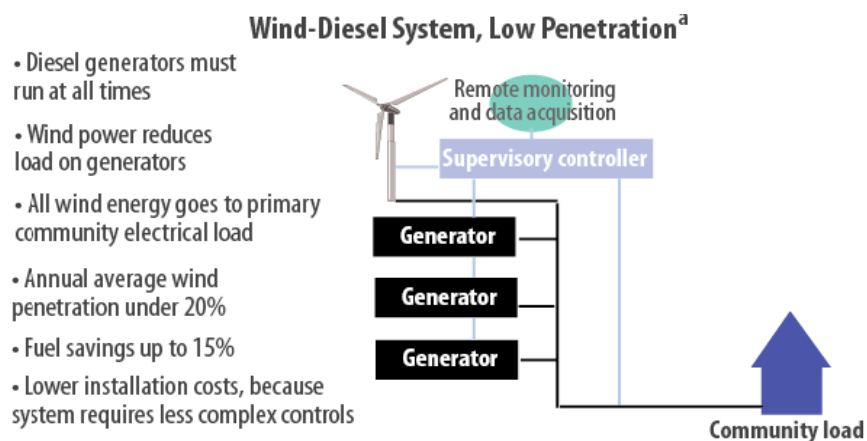 Wind-Diesel System, Low Penetrationª
• Diesel generators must
run at all times
• Wind power reduces
load on generators
• All wind energy goes to primary
community electrical load
• Annual average wind
penetration under 20%
• Fuel savings up to 15%
• Lower installation costs, because
system requires less complex controls
Remote monitoring
and data acquisition
Supervisory controller
Generator
Generator
Generator
Community load